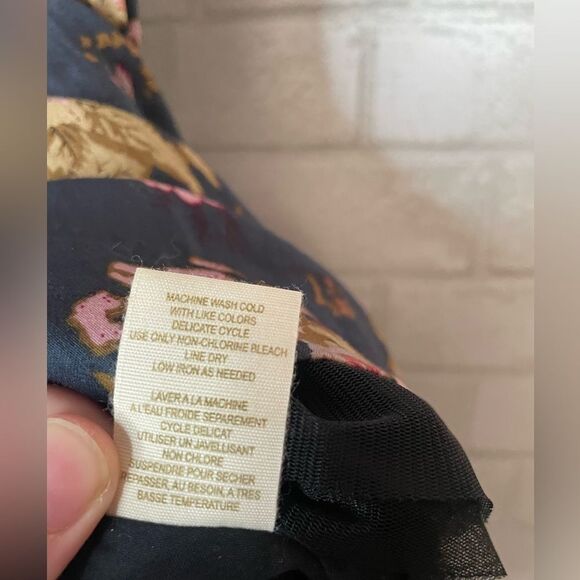 MACHINE WASH COLD
WITH LIKE COLORS
DELICATE CYCLE
USE ONLY NON-CHLORINE BLEACH
LINE DRY
LOW IRON AS NEEDED
LAVER A LA MACHINE
A L'EAU FROIDE SEPAREMENT
CYCLE DELICAT
UTILISER UN JAVELLISANT
NON CHLORE
SUSPENDRE POUR SECHER
REPASSER, AU BESOIN, A TRES
BASSE TEMPERATURE